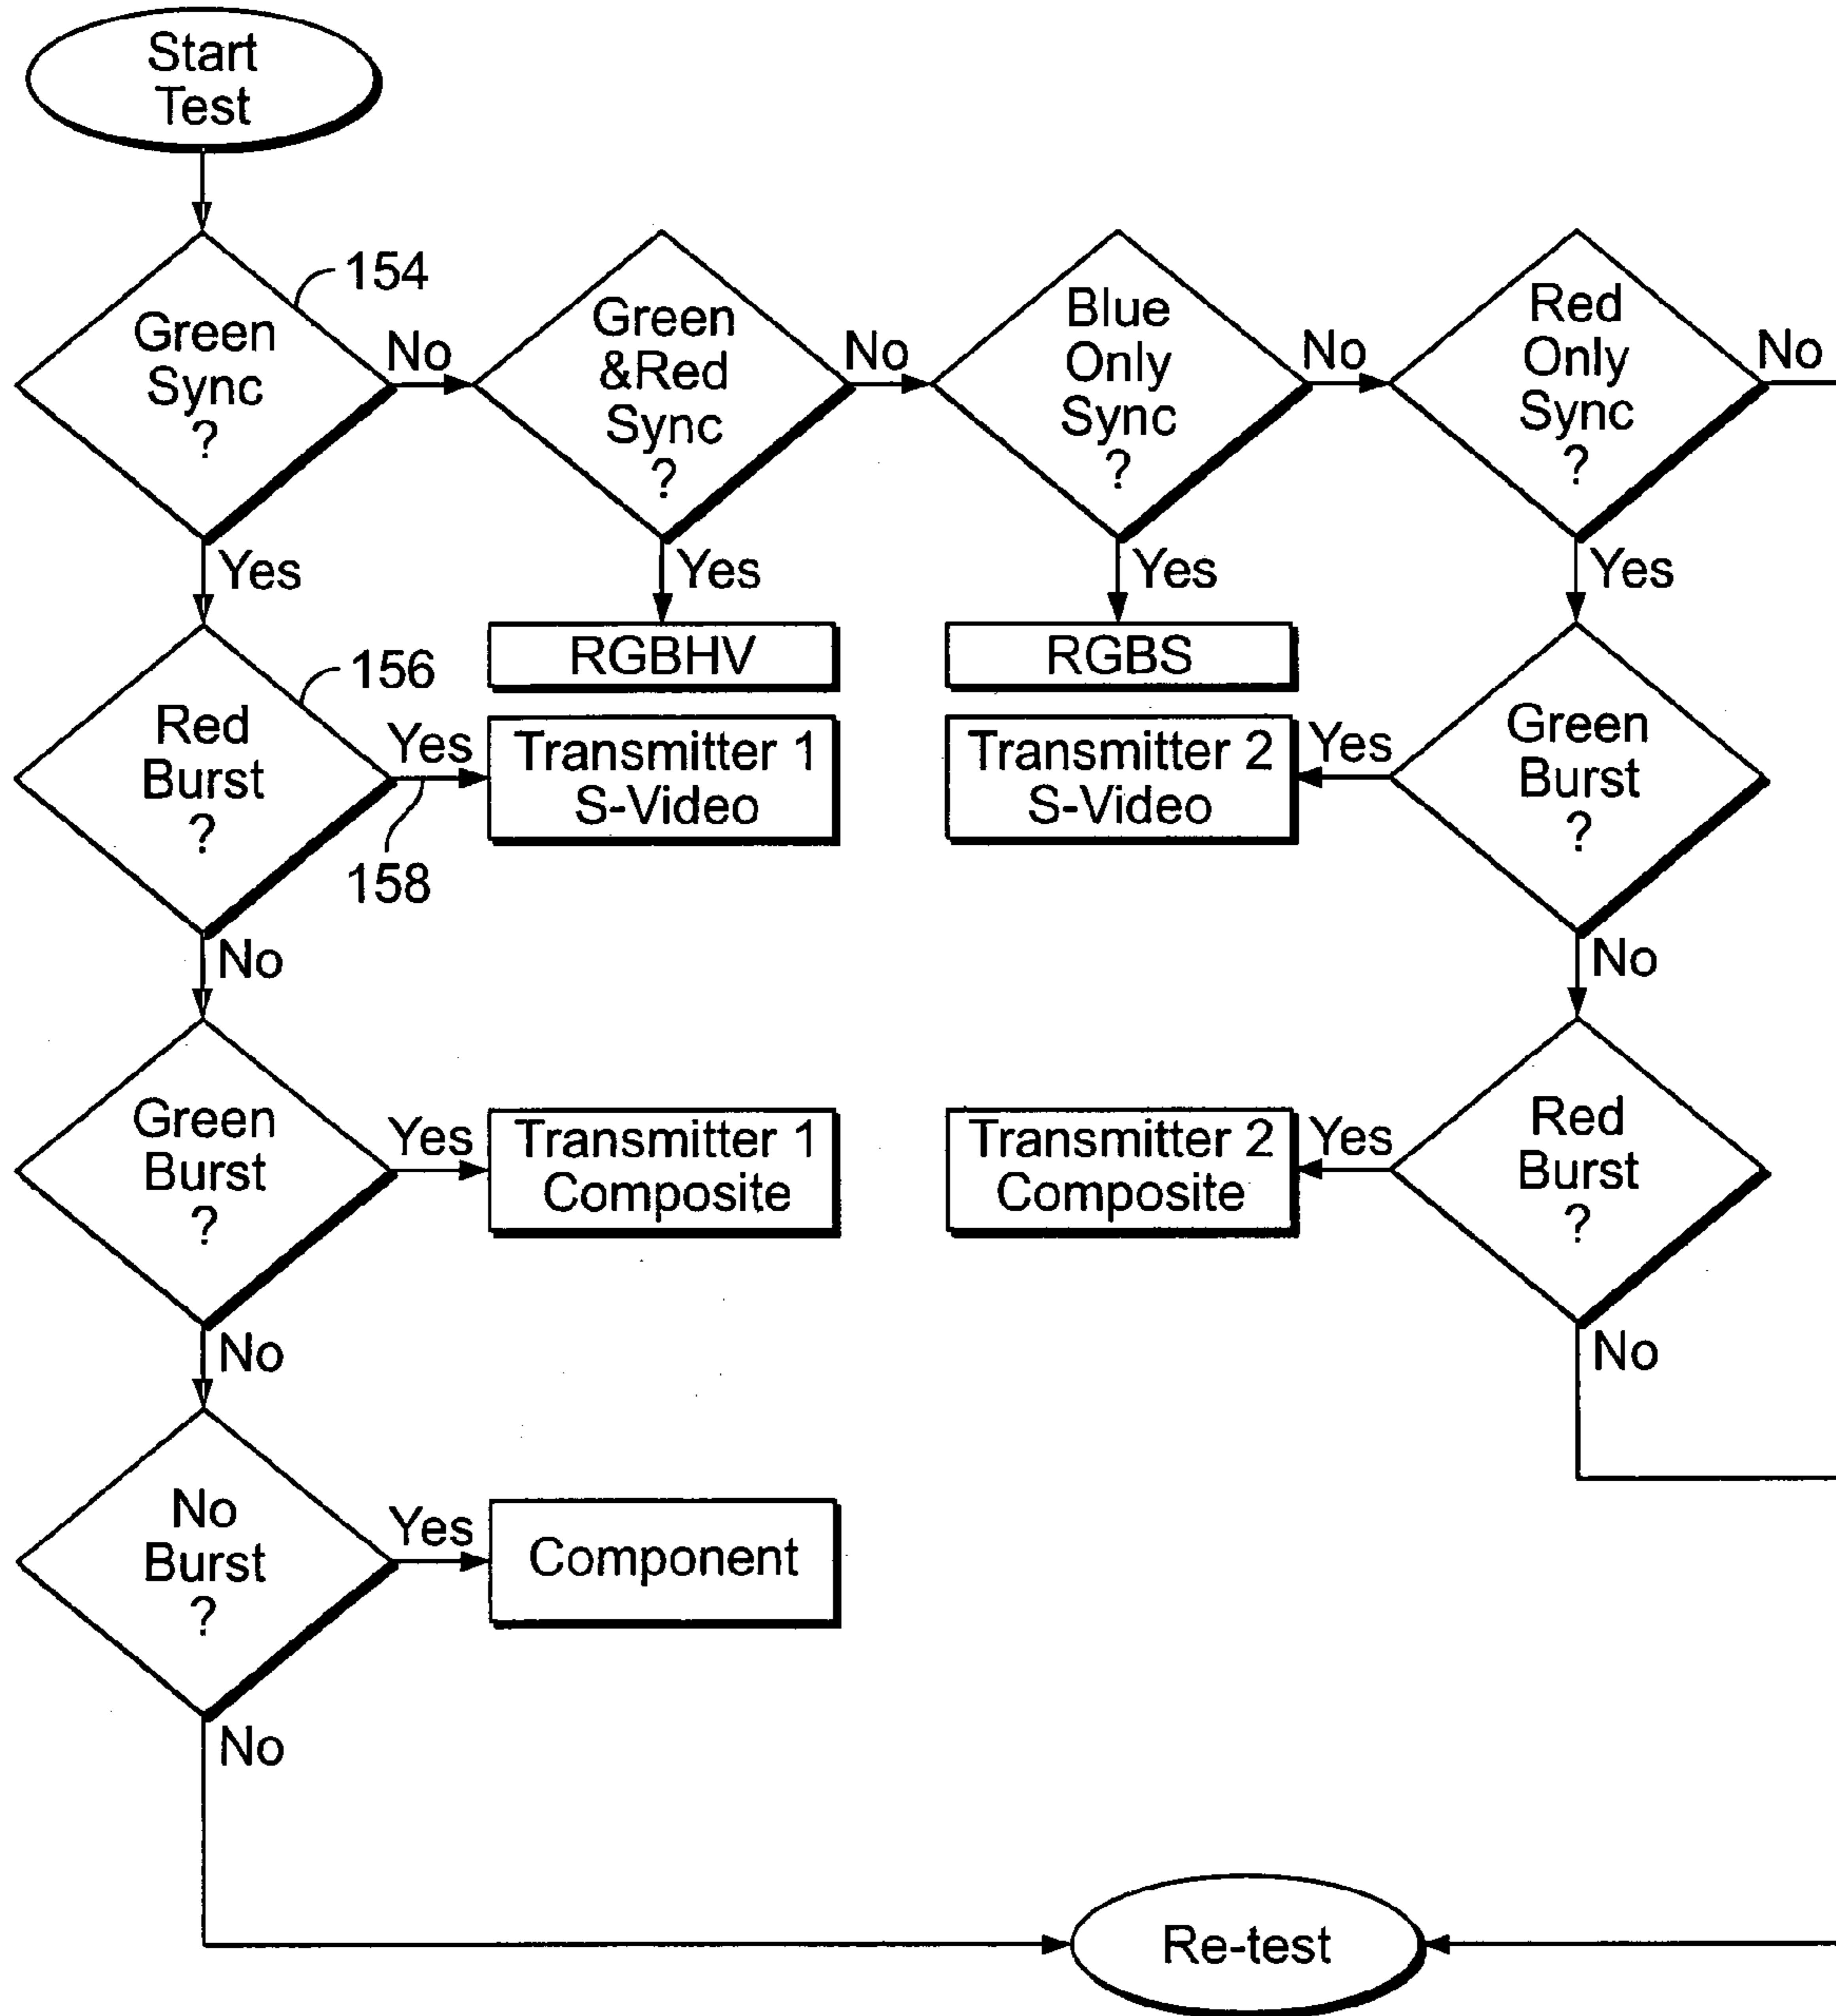 Start
Test
154
Green
Sync
?
No
Green
&Red
Sync
?
No
Blue
Only
Sync
?
No
Red
Only
Sync
?
No
Yes
Yes
Yes
Yes
RGBHV
RGBS
156
Red
Burst
?
Yes
158
Transmitter 1
S-Video
Transmitter 2
S-Video
Yes
Green
Burst
?
No
No
Green
Burst
?
Yes
Transmitter 1
Composite
Transmitter 2
Composite
Yes
Red
Burst
?
No
No
No
Burst
?
Yes
Component
No
Re-test